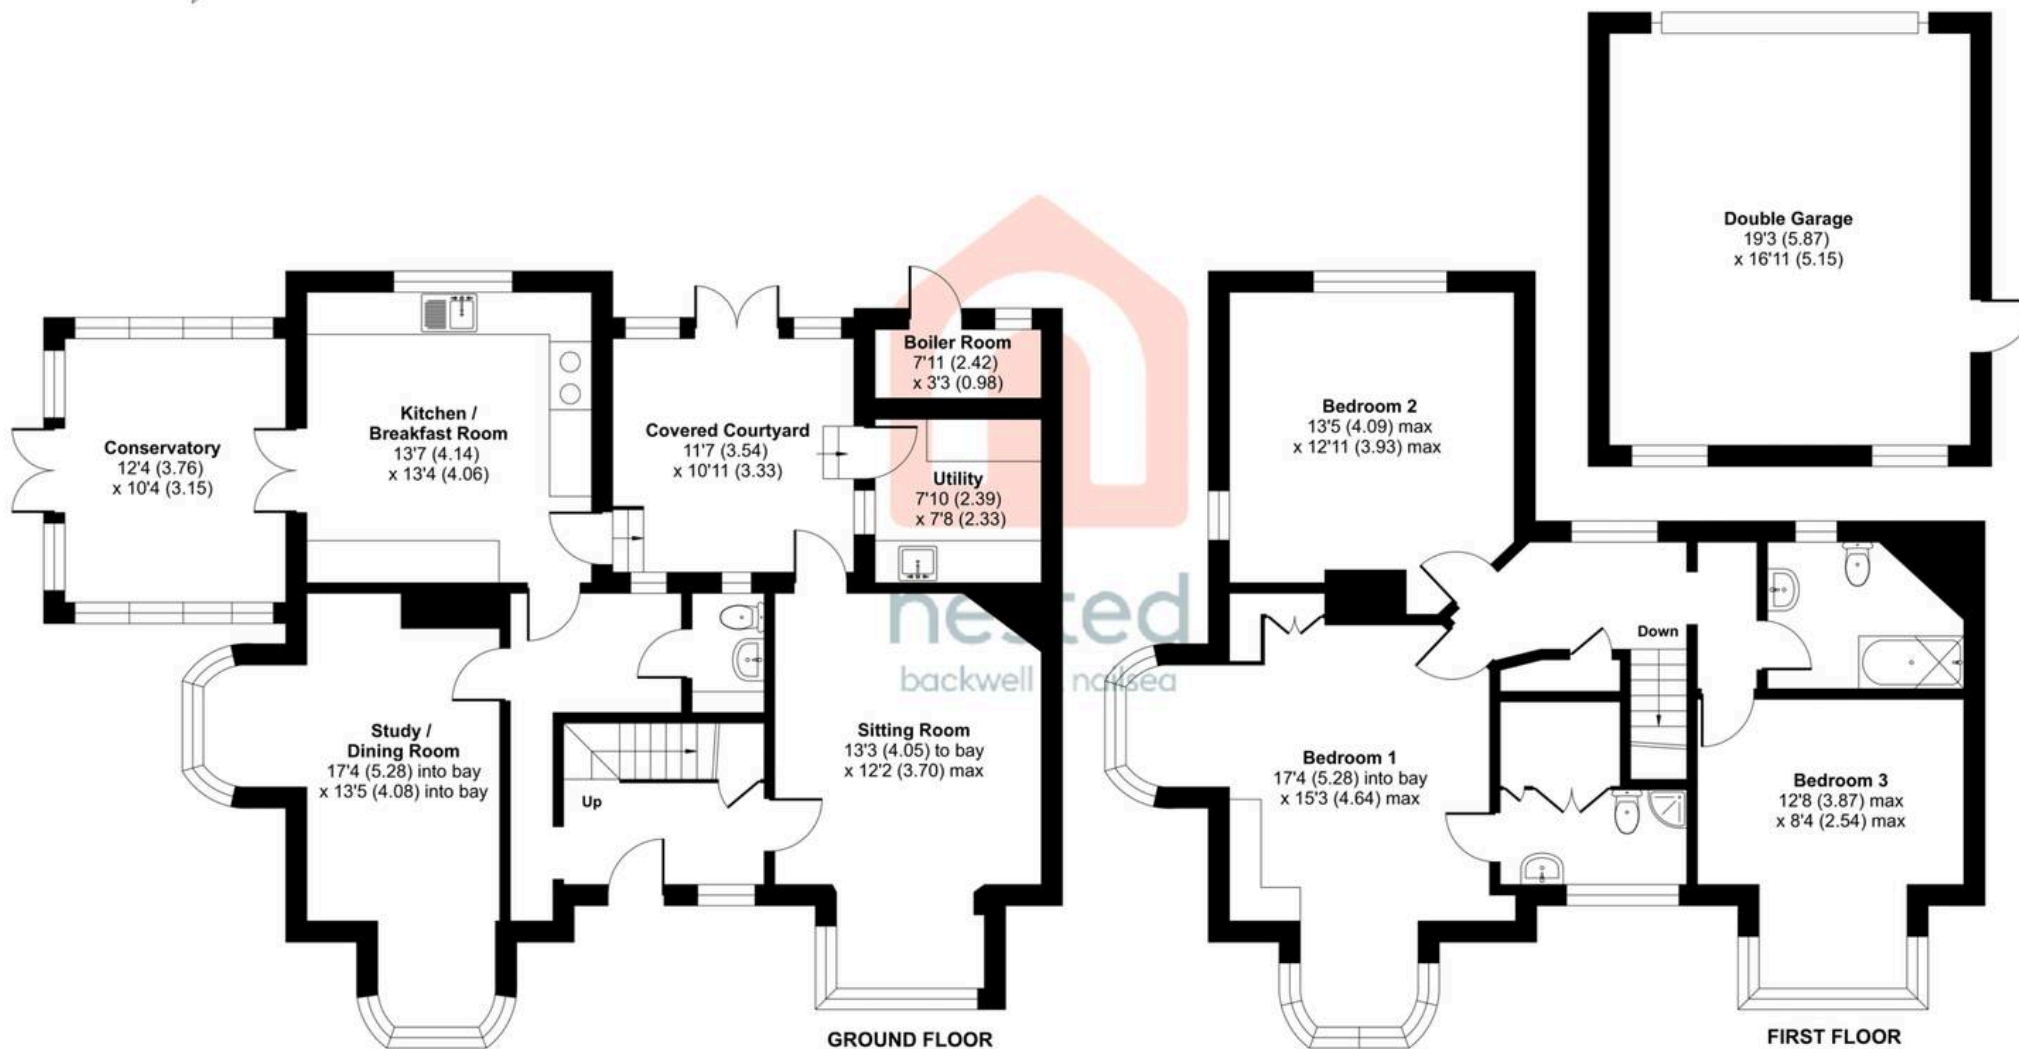 Double Garage
19'3 (5.87)
x 16'11 (5.15)
Conservatory
12'4 (3.76)
x 10'4 (3.15)
Kitchen /
Breakfast Room
13'7 (4.14)
x 13'4 (4.06)
Covered Courtyard
11'7 (3.54)
x 10'11 (3.33)
Boiler Room
7'11 (2.42)
x 3'3 (0.98)
Utility
7'10 (2.39)
x 7'8 (2.33)
Bedroom 2
13'5 (4.09) max
x 12'11 (3.93) max
nested
backwell nailsea
Down
Study /
Dining Room
17'4 (5.28) into bay
x 13'5 (4.08) into bay
Up
Sitting Room
13'3 (4.05) to bay
x 12'2 (3.70) max
Bedroom 1
17'4 (5.28) into bay
x 15'3 (4.64) max
Bedroom 3
12'8 (3.87) max
x 8'4 (2.54) max
GROUND FLOOR
FIRST FLOOR